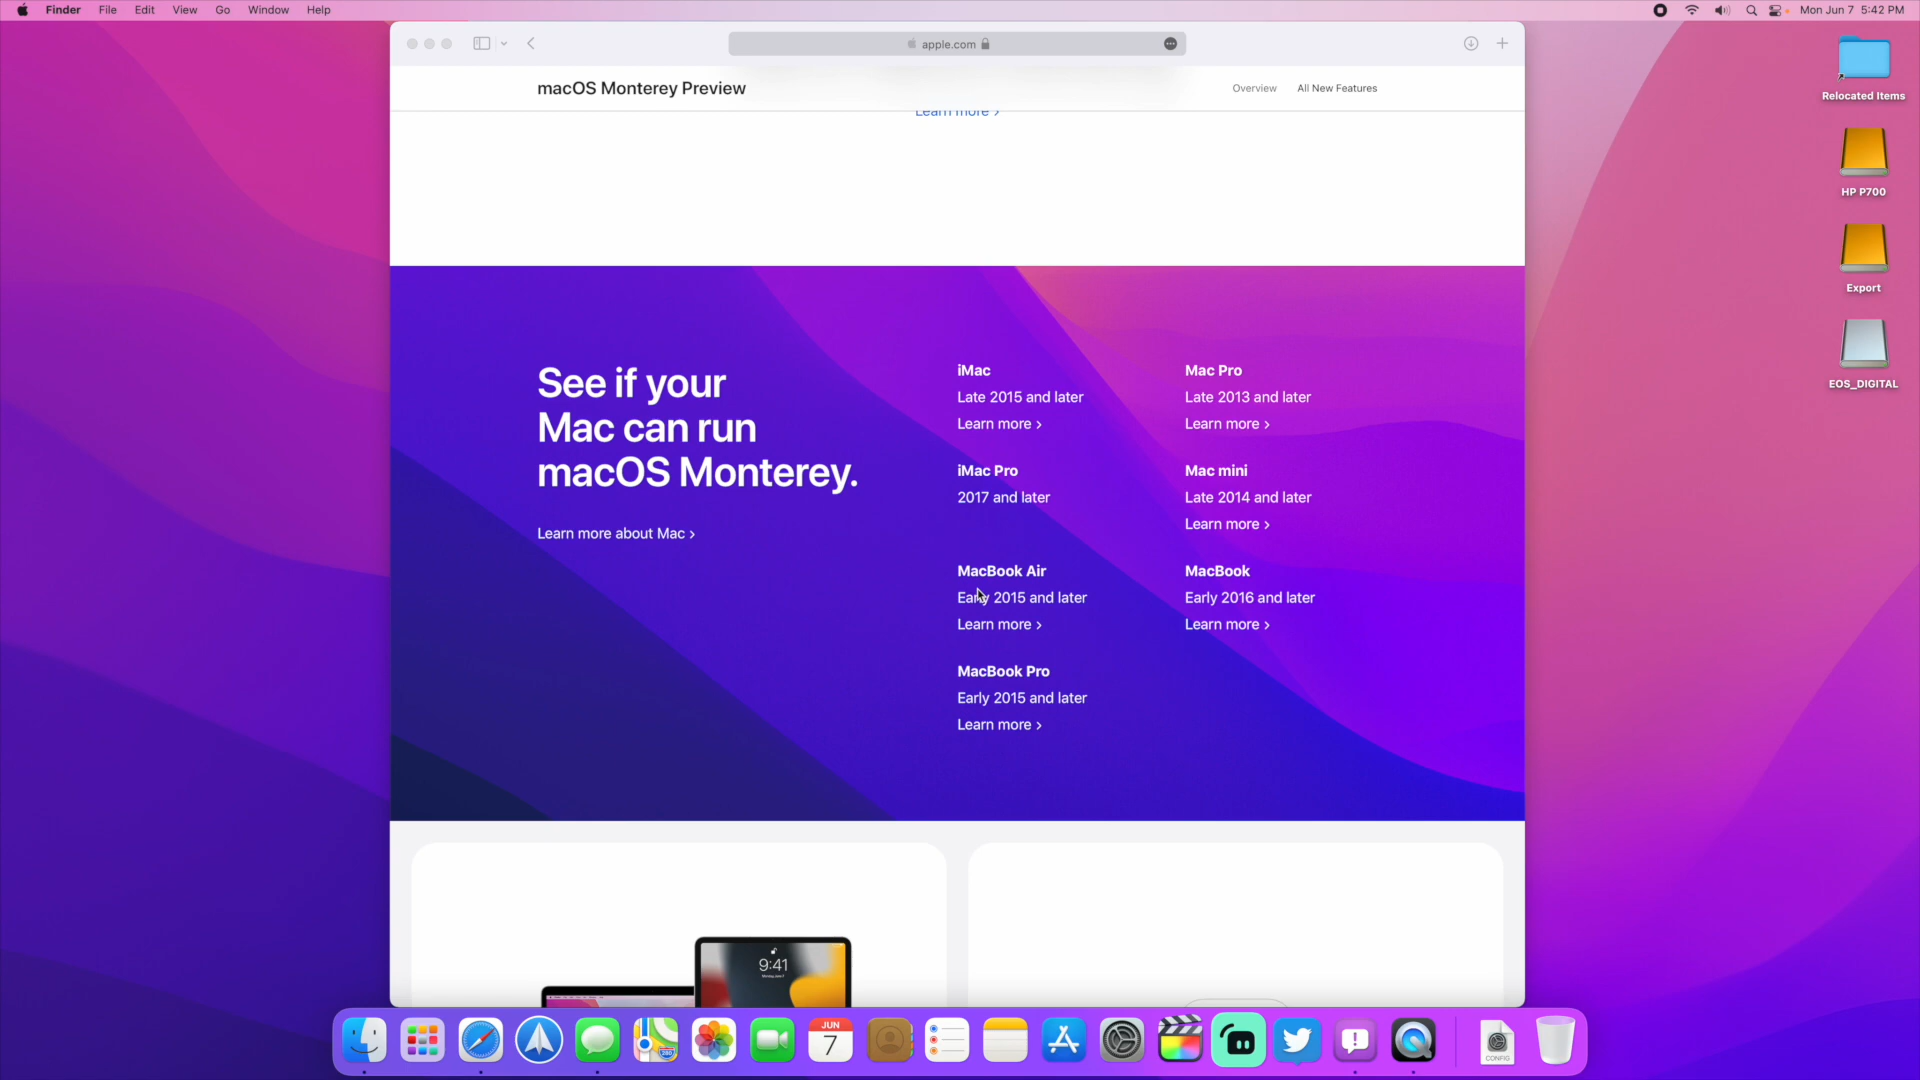 Finder File Edit View Go Window Help
Mon Jun 7 5:42 PM
apple.com
macOS Monterey Preview
Overview
All New Features
Learn more >
See if your
Mac can run
macOS Monterey.
Learn more about Mac >
iMac
Late 2015 and later
Learn more >
Mac Pro
Late 2013 and later
Learn more >
iMac Pro
2017 and later
Mac mini
Late 2014 and later
Learn more >
MacBook Air
Early 2015 and later
Learn more >
MacBook
Early 2016 and later
Learn more >
MacBook Pro
Early 2015 and later
Learn more >
Relocated Items
HP P700
Export
EOS_DIGITAL
9:41
JUN
7
280
CONFIG